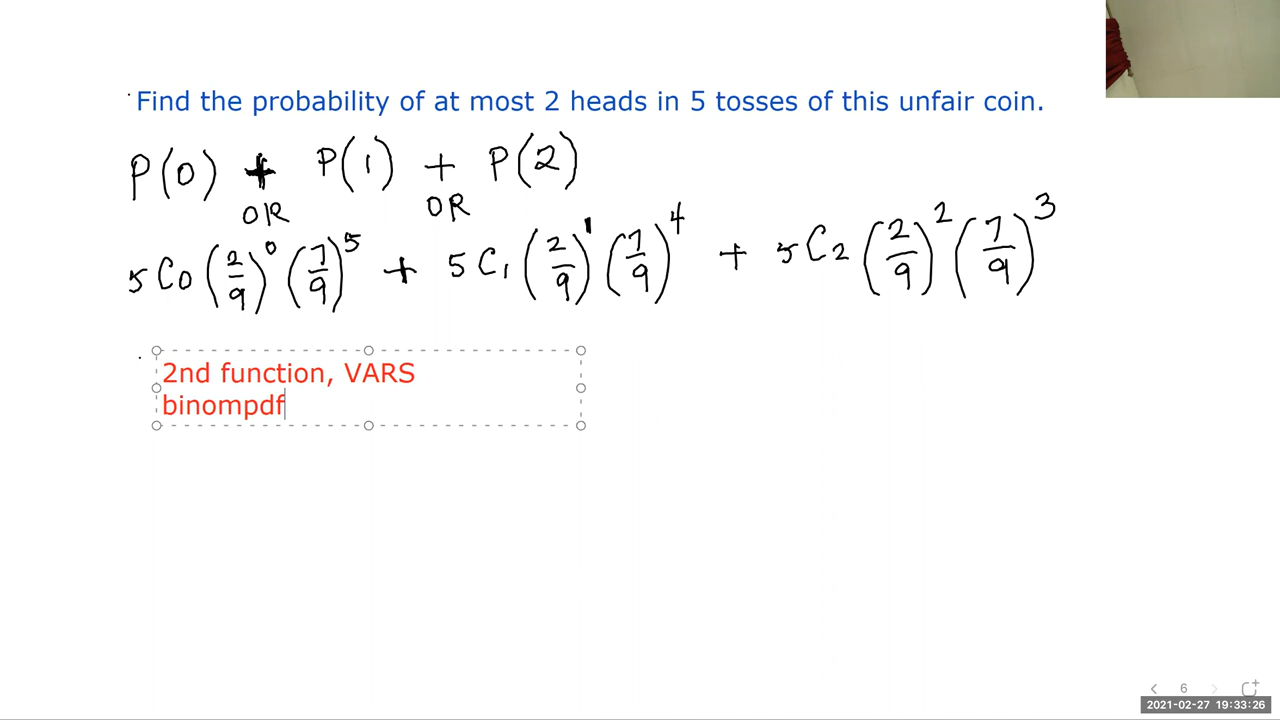 Find the probability of at most 2 heads in 5 tosses of this unfair coin.
P(0) + P(1) + P(2)
OR OR
5C0 (2/9)^0 (7/9)^5 + 5C1 (2/9)^1 (7/9)^4 + 5C2 (2/9)^2 (7/9)^3
2nd function, VARS
binompdf
6
2021-02-27 19:33:26